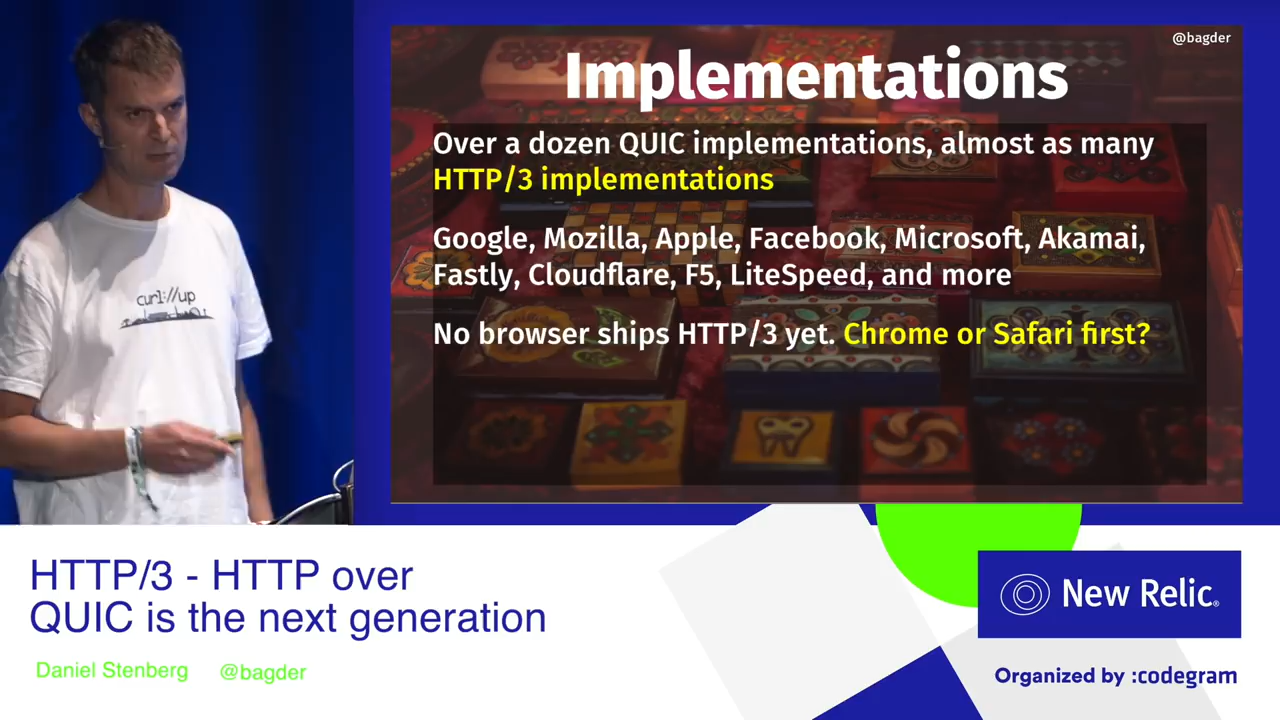 @bagder
Implementations
Over a dozen QUIC implementations, almost as many
HTTP/3 implementations
Google, Mozilla, Apple, Facebook, Microsoft, Akamai,
Fastly, Cloudflare, F5, LiteSpeed, and more
No browser ships HTTP/3 yet. Chrome or Safari first?
curl://up
HTTP/3 - HTTP over
QUIC is the next generation
Daniel Stenberg @bagder
New Relic®
Organized by :codegram